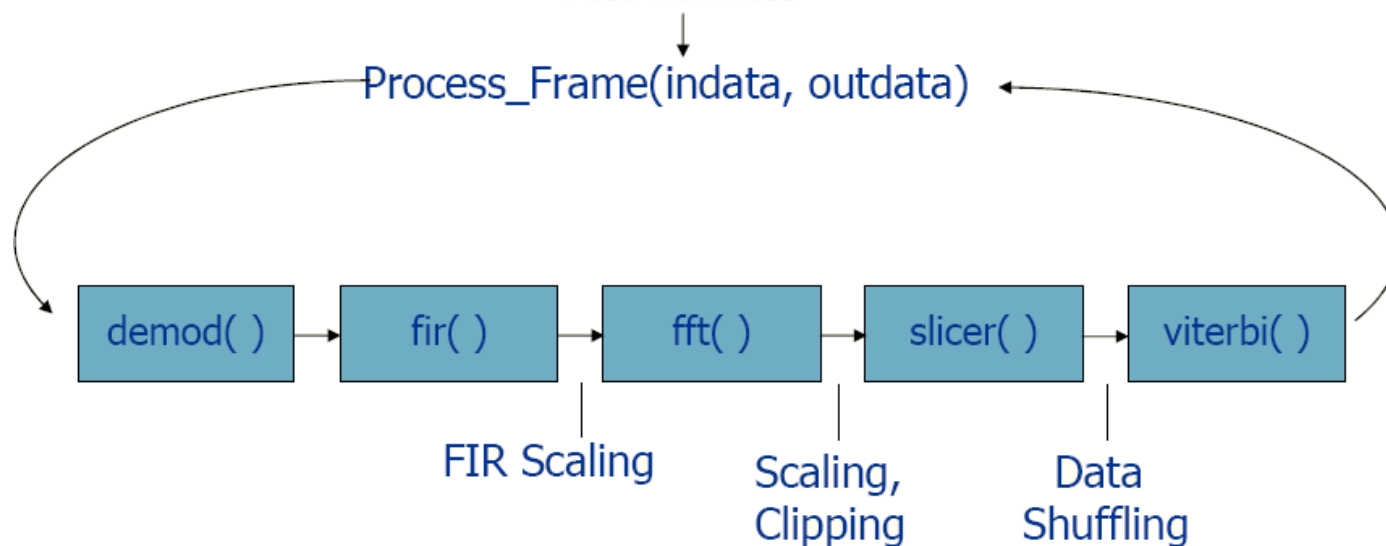 Process_Frame(indata, outdata)
demod( )
fir( )
fft( )
slicer( )
viterbi( )
FIR Scaling
Scaling,
Clipping
Data
Shuffling